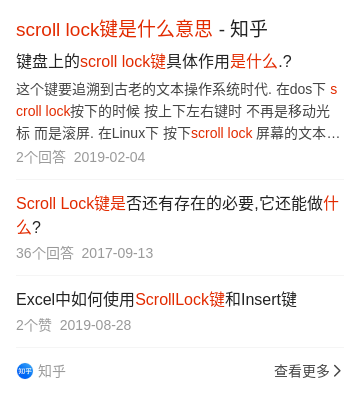 scroll lock键是什么意思 - 知乎
键盘上的scroll lock键具体作用是什么.?
这个键要追溯到古老的文本操作系统时代. 在dos下 s
croll lock按下的时候 按上下左右键时 不再是移动光
标 而是滚屏. 在Linux下 按下scroll lock 屏幕的文本…
2个回答 2019-02-04
Scroll Lock键是否还有存在的必要,它还能做什
么?
36个回答 2017-09-13
Excel中如何使用ScrollLock键和Insert键
2个赞 2019-08-28
知乎 知乎 查看更多